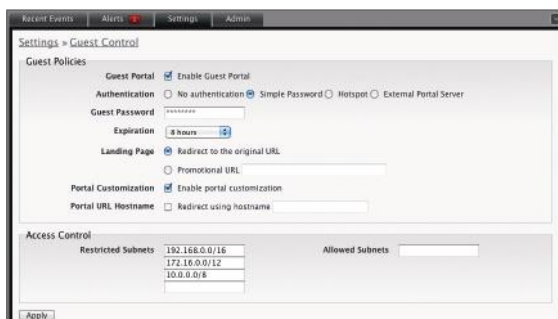 Recent Events Alerts Settings Admin
Settings » Guest Control
Guest Policies
Guest Portal Enable Guest Portal
Authentication No authentication Simple Password Hotspot External Portal Server
Guest Password ********
Expiration 8 hours
Landing Page Redirect to the original URL
Promotional URL
Portal Customization Enable portal customization
Portal URL Hostname Redirect using hostname
Access Control
Restricted Subnets 192.168.0.0/16 Allowed Subnets
172.16.0.0/12
10.0.0.0/8
Apply